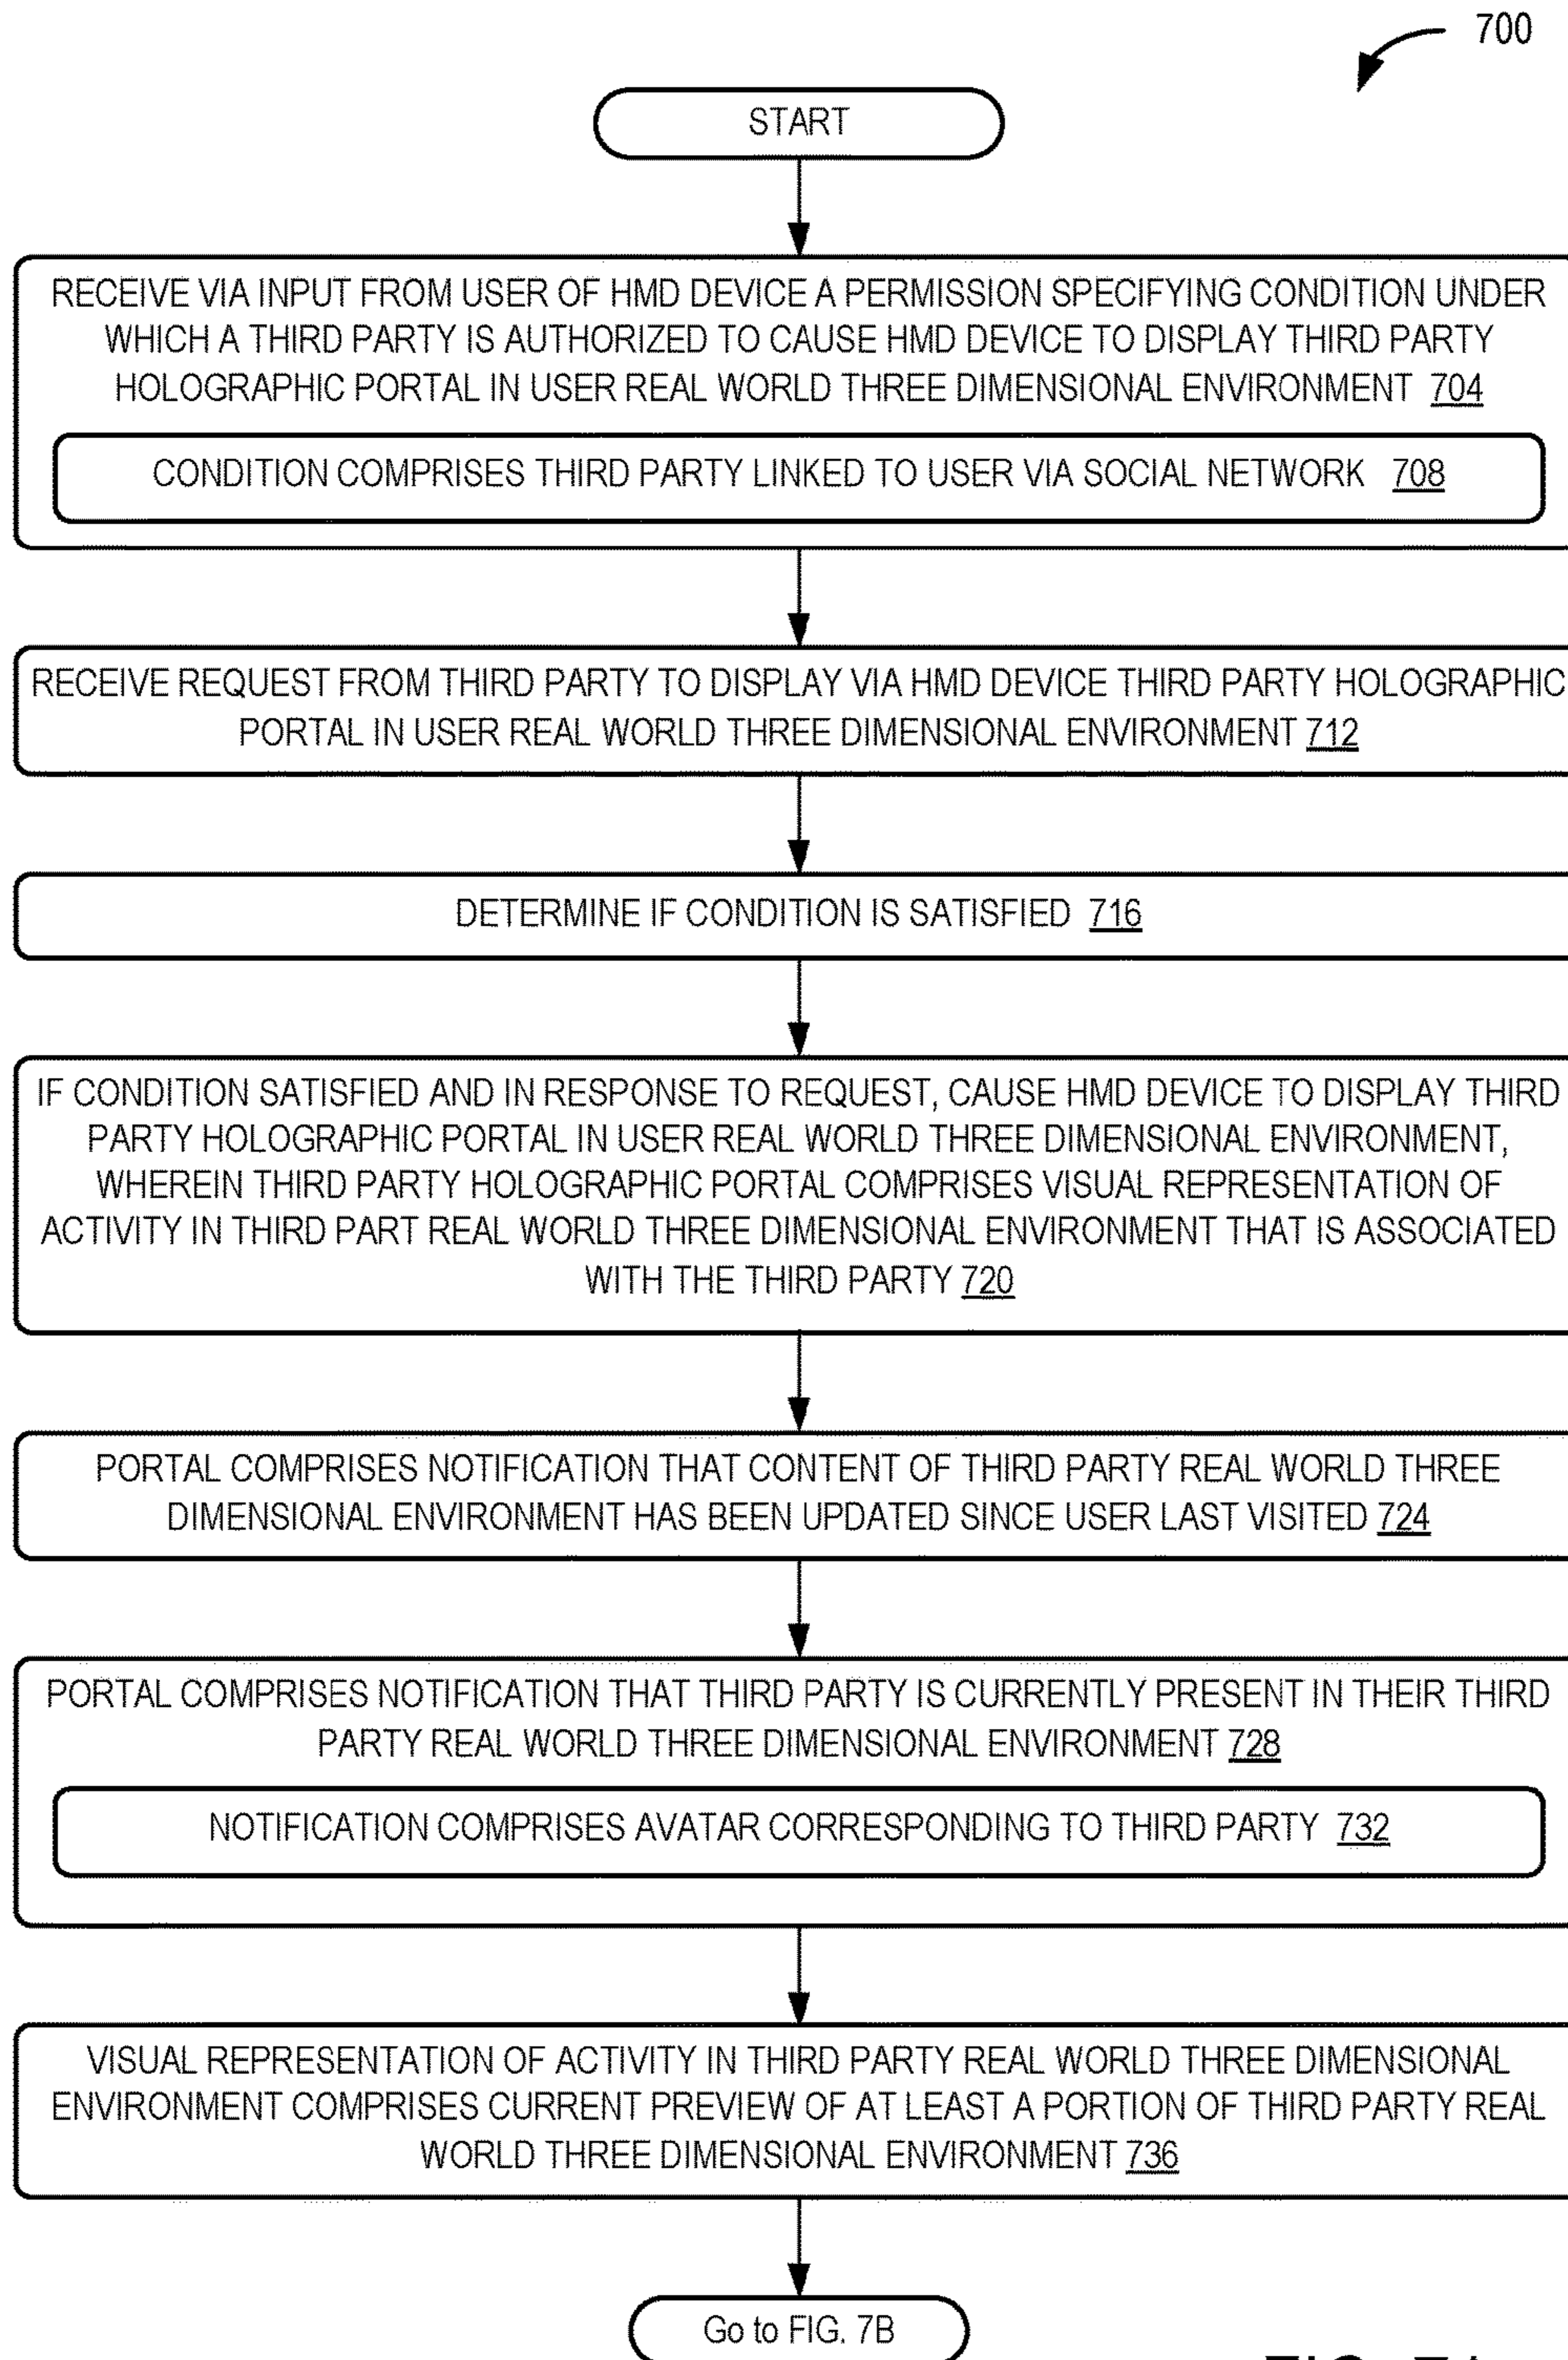 700
START
RECEIVE VIA INPUT FROM USER OF HMD DEVICE A PERMISSION SPECIFYING CONDITION UNDER
WHICH A THIRD PARTY IS AUTHORIZED TO CAUSE HMD DEVICE TO DISPLAY THIRD PARTY
HOLOGRAPHIC PORTAL IN USER REAL WORLD THREE DIMENSIONAL ENVIRONMENT 704
CONDITION COMPRISES THIRD PARTY LINKED TO USER VIA SOCIAL NETWORK 708
RECEIVE REQUEST FROM THIRD PARTY TO DISPLAY VIA HMD DEVICE THIRD PARTY HOLOGRAPHIC
PORTAL IN USER REAL WORLD THREE DIMENSIONAL ENVIRONMENT 712
DETERMINE IF CONDITION IS SATISFIED 716
IF CONDITION SATISFIED AND IN RESPONSE TO REQUEST, CAUSE HMD DEVICE TO DISPLAY THIRD
PARTY HOLOGRAPHIC PORTAL IN USER REAL WORLD THREE DIMENSIONAL ENVIRONMENT,
WHEREIN THIRD PARTY HOLOGRAPHIC PORTAL COMPRISES VISUAL REPRESENTATION OF
ACTIVITY IN THIRD PART REAL WORLD THREE DIMENSIONAL ENVIRONMENT THAT IS ASSOCIATED
WITH THE THIRD PARTY 720
PORTAL COMPRISES NOTIFICATION THAT CONTENT OF THIRD PARTY REAL WORLD THREE
DIMENSIONAL ENVIRONMENT HAS BEEN UPDATED SINCE USER LAST VISITED 724
PORTAL COMPRISES NOTIFICATION THAT THIRD PARTY IS CURRENTLY PRESENT IN THEIR THIRD
PARTY REAL WORLD THREE DIMENSIONAL ENVIRONMENT 728
NOTIFICATION COMPRISES AVATAR CORRESPONDING TO THIRD PARTY 732
VISUAL REPRESENTATION OF ACTIVITY IN THIRD PARTY REAL WORLD THREE DIMENSIONAL
ENVIRONMENT COMPRISES CURRENT PREVIEW OF AT LEAST A PORTION OF THIRD PARTY REAL
WORLD THREE DIMENSIONAL ENVIRONMENT 736
Go to FIG. 7B